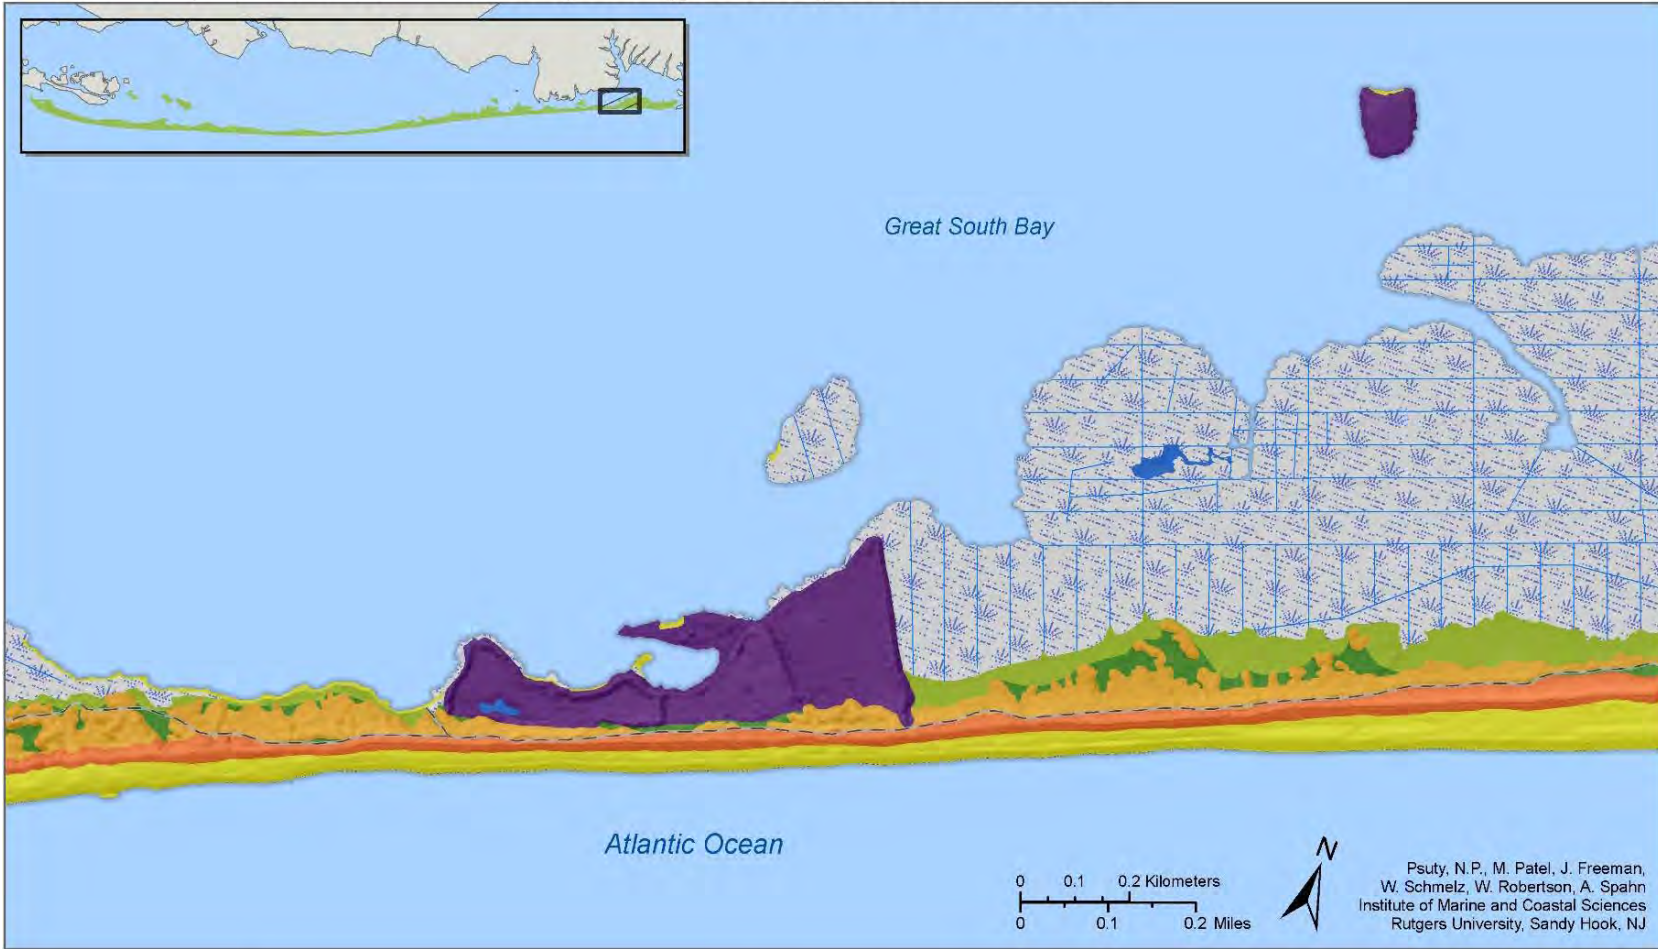 Great South Bay
Atlantic Ocean
0 0.1 0.2 Kilometers
0 0.1 0.2 Miles
N
Psuty, N.P., M. Patel, J. Freeman,
W. Schmelz, W. Robertson, A. Spahn
Institute of Marine and Coastal Sciences
Rutgers University, Sandy Hook, NJ